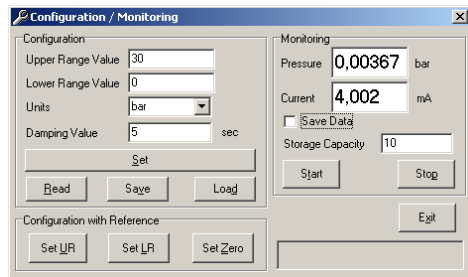 Configuration / Monitoring
Configuration
Upper Range Value 30
Lower Range Value 0
Units bar
Damping Value 5 sec
Set
Read Save Load
Configuration with Reference
Set UR Set LR Set Zero
Monitoring
Pressure 0,00367 bar
Current 4,002 mA
Save Data
Storage Capacity 10
Start Stop
Exit